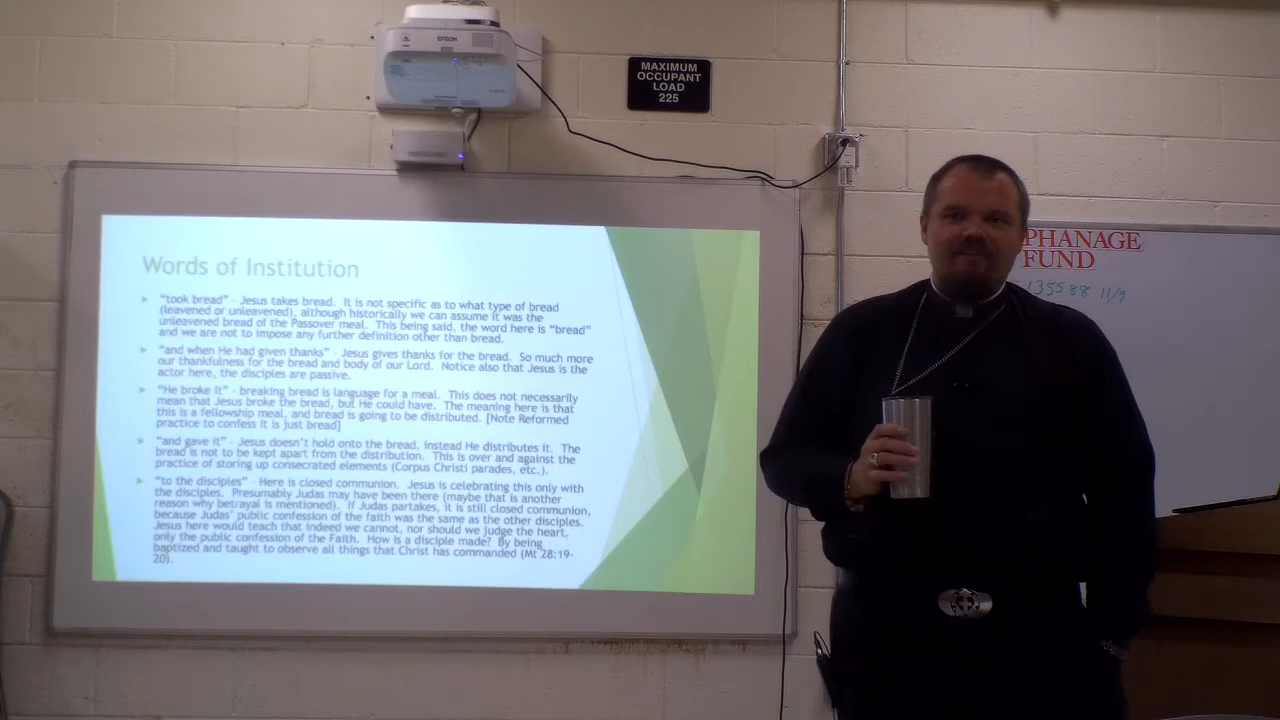 EPSON
MAXIMUM
OCCUPANT
LOAD
225
PHANAGE
FUND
135588 11/9
Words of Institution
"took bread" - Jesus takes bread. It is not specific as to what type of bread
(leavened or unleavened), although historically we can assume it was the
unleavened bread of the Passover meal. This being said, the word here is "bread"
and we are not to impose any further definition other than bread.
"and when He had given thanks" - Jesus gives thanks for the bread. So much more
our thankfulness for the bread and body of our Lord. Notice also that Jesus is the
actor here, the disciples are passive.
"He broke it" - breaking bread is language for a meal. This does not necessarily
mean that Jesus broke the bread, but He could have. The meaning here is that
this is a fellowship meal, and bread is going to be distributed. [Note Reformed
practice to confess it is just bread]
"and gave it" - Jesus doesn't hold onto the bread, instead He distributes it. The
bread is not to be kept apart from the distribution. This is over and against the
practice of storing up consecrated elements (Corpus Christi parades, etc.).
"to the disciples" - Here is closed communion. Jesus is celebrating this only with
the disciples. Presumably Judas may have been there (maybe that is another
reason why betrayal is mentioned). If Judas partakes, it is still closed communion,
because Judas' public confession of the faith was the same as the other disciples.
Jesus here would teach that indeed we cannot, nor should we judge the heart,
only the public confession of the Faith. How is a disciple made? By being
baptized and taught to observe all things that Christ has commanded (Mt 28:19-
20).